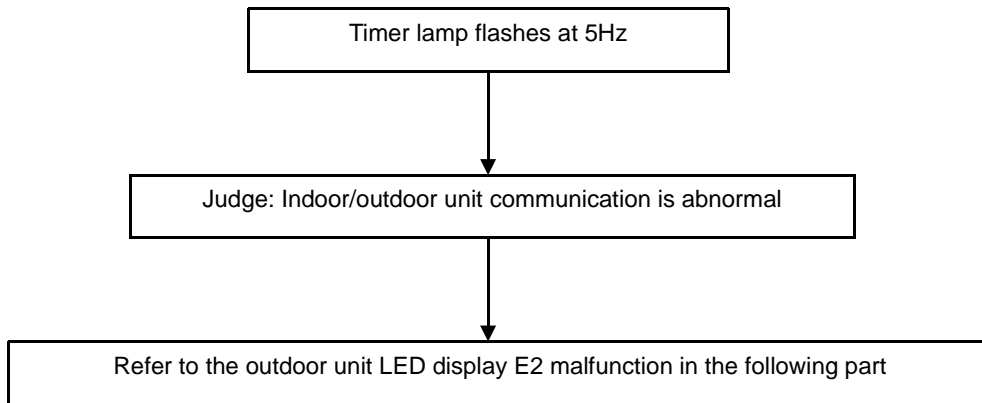 Timer lamp flashes at 5Hz
Judge: Indoor/outdoor unit communication is abnormal
Refer to the outdoor unit LED display E2 malfunction in the following part